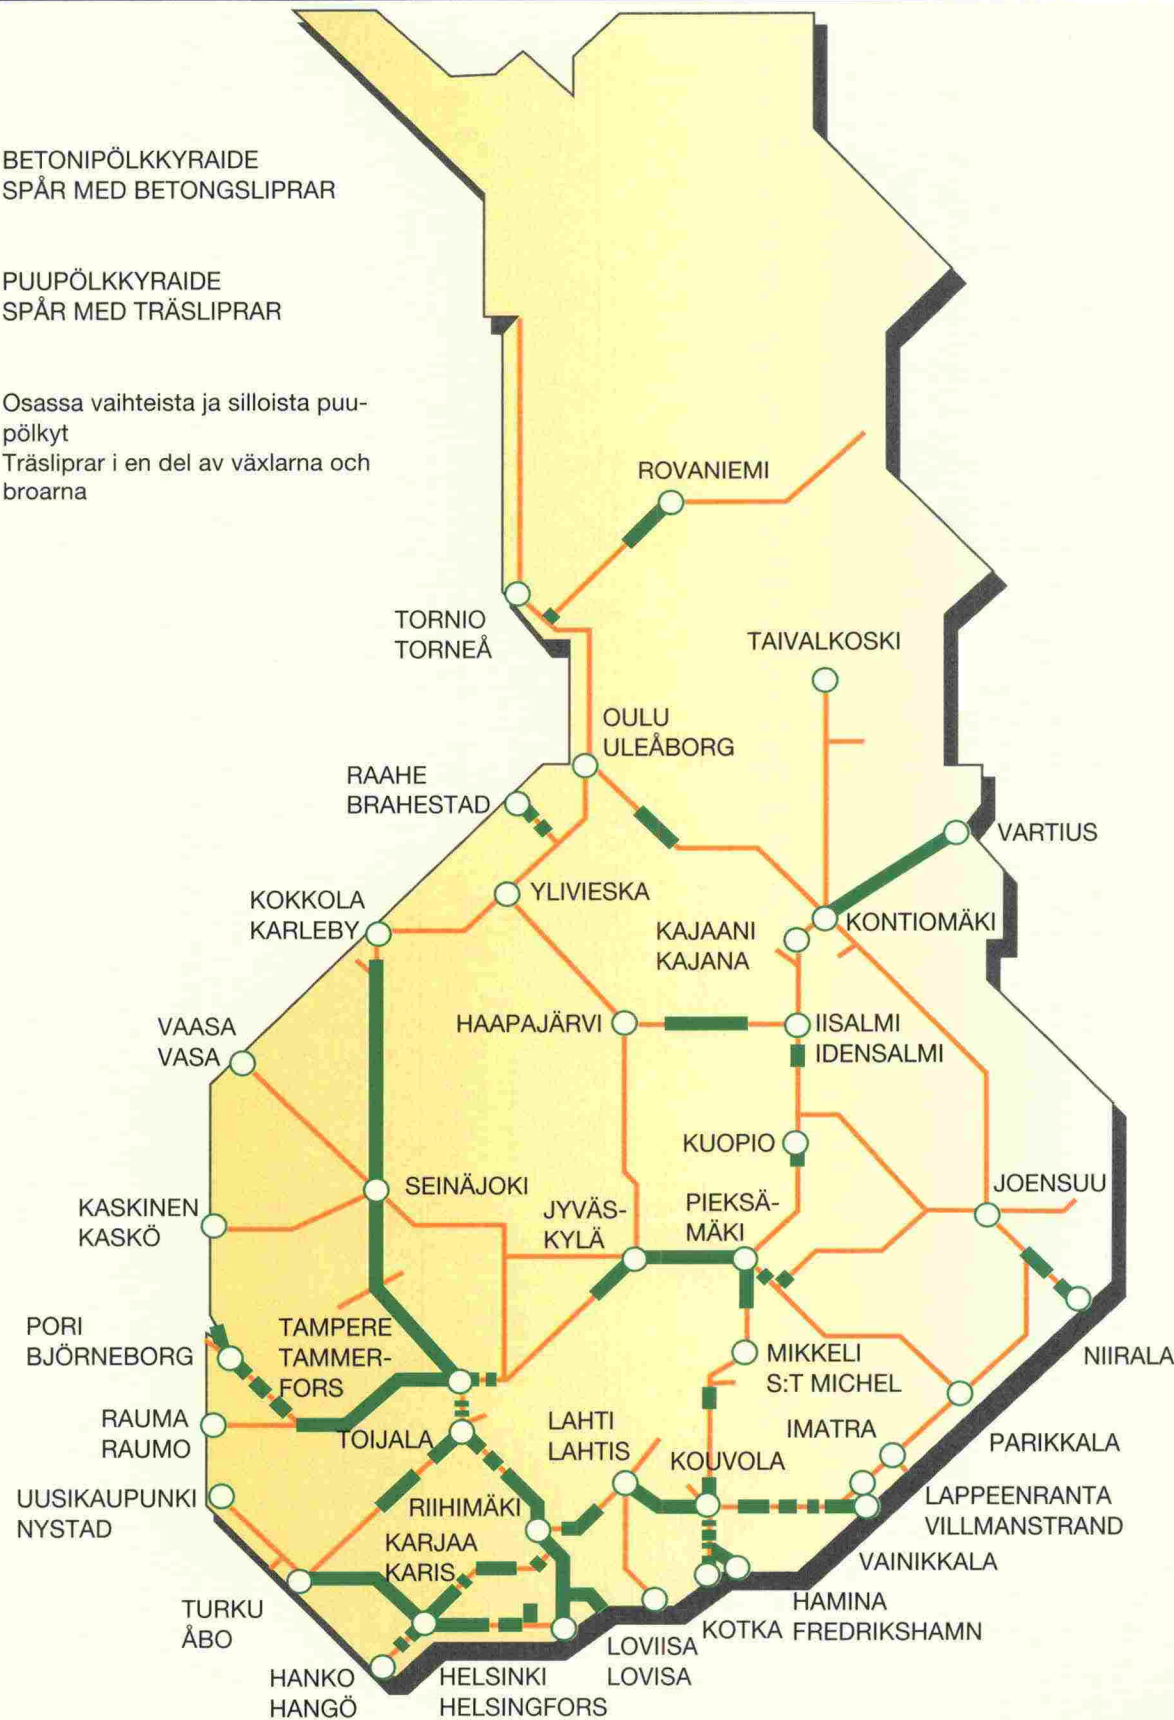 BETONIPÖLKKYRAIDE
SPÅR MED BETONGSLIPRAR
PUUPÖLKKYRAIDE
SPÅR MED TRÄSLIPRAR
Osassa vaihteista ja silloista puu-
pölkyt
Träsliprar i en del av växlarna och
broarna
ROVANIEMI
TORNIO
TORNEÅ
TAIVALKOSKI
OULU
ULEÅBORG
RAAHE
BRAHESTAD
VARTIUS
YLIVIESKA
KOKKOLA
KARLEBY
KONTIOMÄKI
KAJAANI
KAJANA
HAAPAJÄRVI
IISALMI
IDENSALMI
VAASA
VASA
KUOPIO
SEINÄJOKI
JOENSUU
KASKINEN
KASKÖ
JYVÄS-
KYLÄ
PIEKSÄ-
MÄKI
PORI
BJÖRNEBORG
TAMPERE
TAMMER-
FORS
MIKKELI
S:T MICHEL
NIIRALA
RAUMA
RAUMO
TOIJALA
LAHTI
LAHTIS
KOUVOLA
IMATRA
PARIKKALA
UUSIKAUPUNKI
NYSTAD
RIIHIMÄKI
LAPPEENRANTA
VILLMANSTRAND
KARJAA
KARIS
VAINIKKALA
TURKU
ÅBO
HAMINA
FREDRIKSHAMN
KOTKA
LOVIISA
LOVISA
HANKO
HANGÖ
HELSINKI
HELSINGFORS